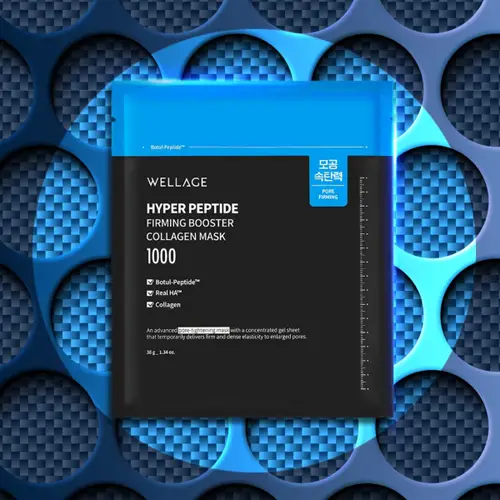 Botul-Peptide™
모공
속탄력
PORE
FIRMING
WELLAGE
HYPER PEPTIDE
FIRMING BOOSTER
COLLAGEN MASK
1000
Botul-Peptide™
Real HA™
Collagen
An advanced pore-tightening mask with a concentrated gel sheet
that temporarily delivers firm and dense elasticity to enlarged pores.
38 g _ 1.34 oz.